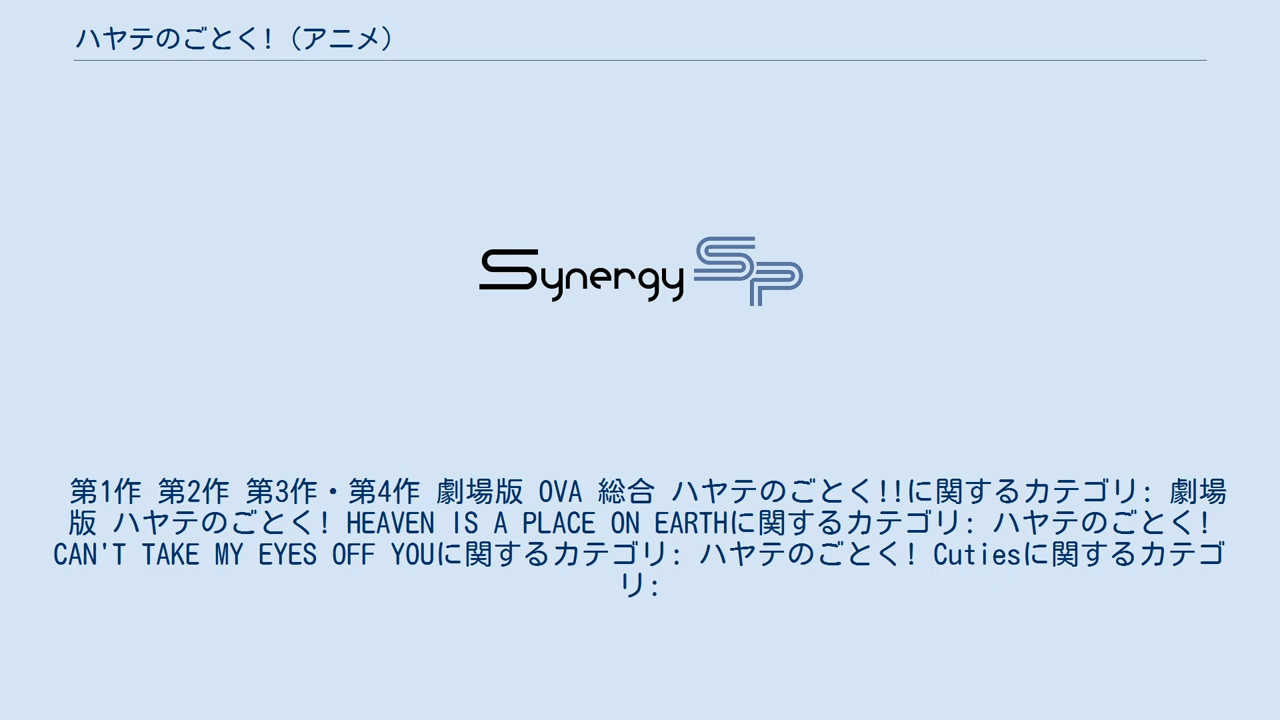 ハヤテのごとく!（アニメ）
Synergy SP
第1作 第2作 第3作・第4作 劇場版 OVA 総合 ハヤテのごとく!!に関するカテゴリ: 劇場
版 ハヤテのごとく! HEAVEN IS A PLACE ON EARTHに関するカテゴリ: ハヤテのごとく!
CAN'T TAKE MY EYES OFF YOUに関するカテゴリ: ハヤテのごとく! Cutiesに関するカテゴ
リ: